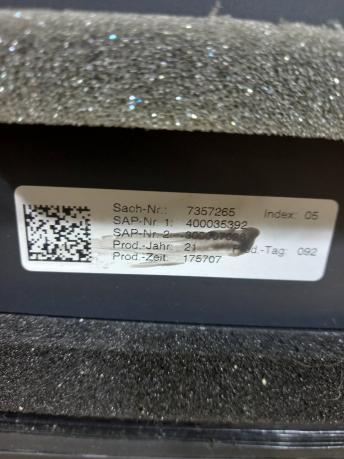 Sach-Nr.: 7357265 Index: 05
SAP-Nr. 1: 400035392
SAP-Nr. 2:
Prod.-Jahr: 21 Prod.-Tag: 092
Prod.-Zeit: 175707